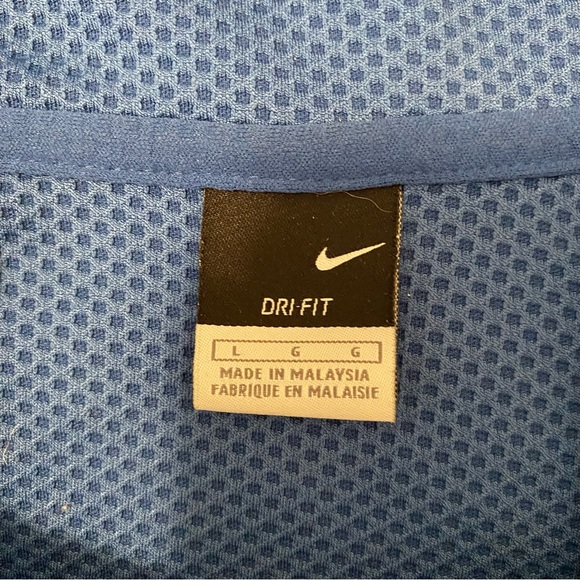 DRI-FIT
L G G
MADE IN MALAYSIA
FABRIQUE EN MALAISIE